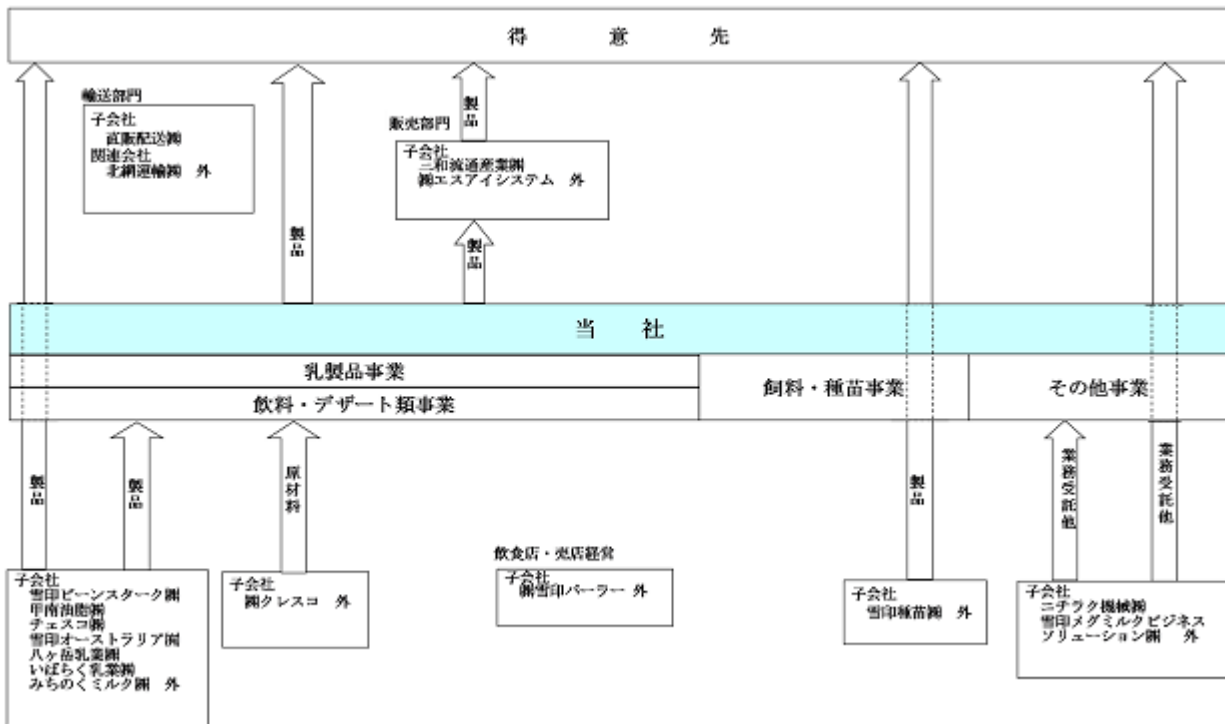 得意先
輸送部門
子会社
直販配送㈱
関連会社
北網運輸㈱ 外
製品
販売部門
製品
子会社
三和流通産業㈱
㈱エスアイシステム 外
製品
当社
乳製品事業
飲料・デザート類事業
飼料・種苗事業
その他事業
製品
製品
原材料
製品
業務受託他
業務受託他
子会社
雪印ビーンスターク㈱
甲南油脂㈱
チェスコ㈱
雪印オーストラリア㈲
八ヶ岳乳業㈱
いばらく乳業㈱
みちのくミルク㈱ 外
子会社
㈱クレスコ 外
飲食店・売店経営
子会社
㈱雪印パーラー 外
子会社
雪印種苗㈱ 外
子会社
ニチラク機械㈱
雪印メグミルクビジネス
ソリューション㈱ 外